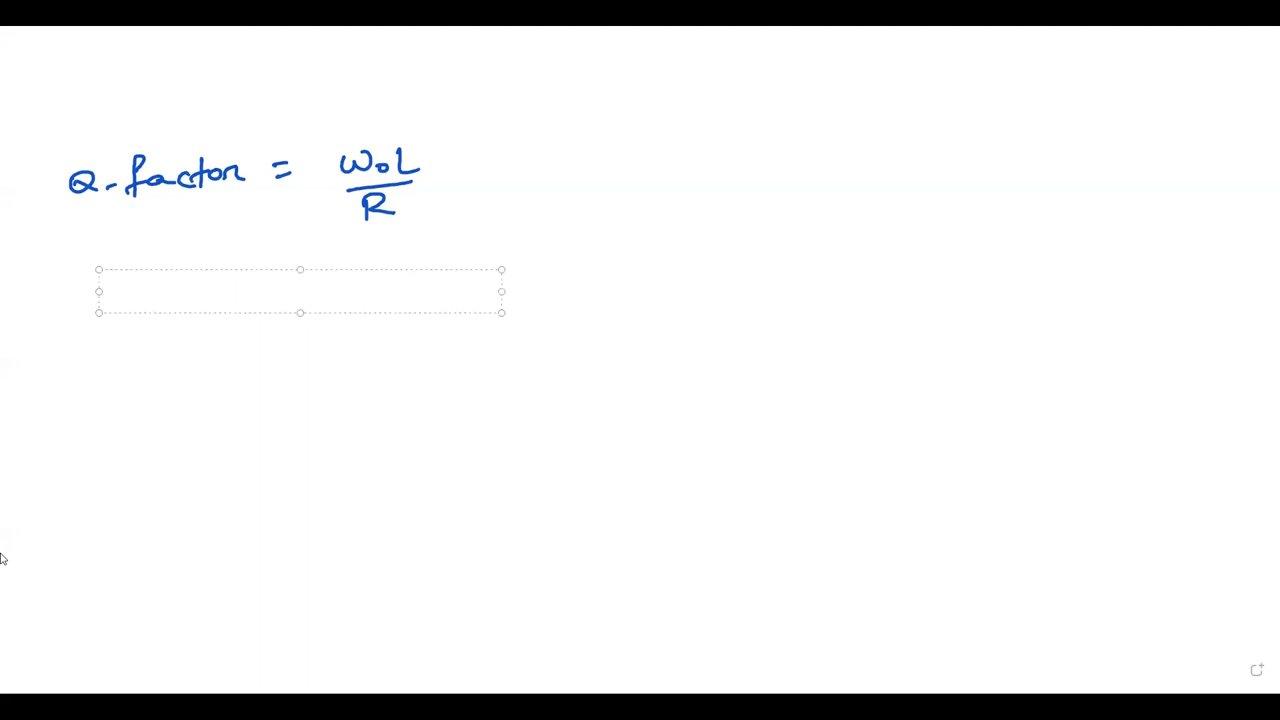 Q-factor = ω₀L/R